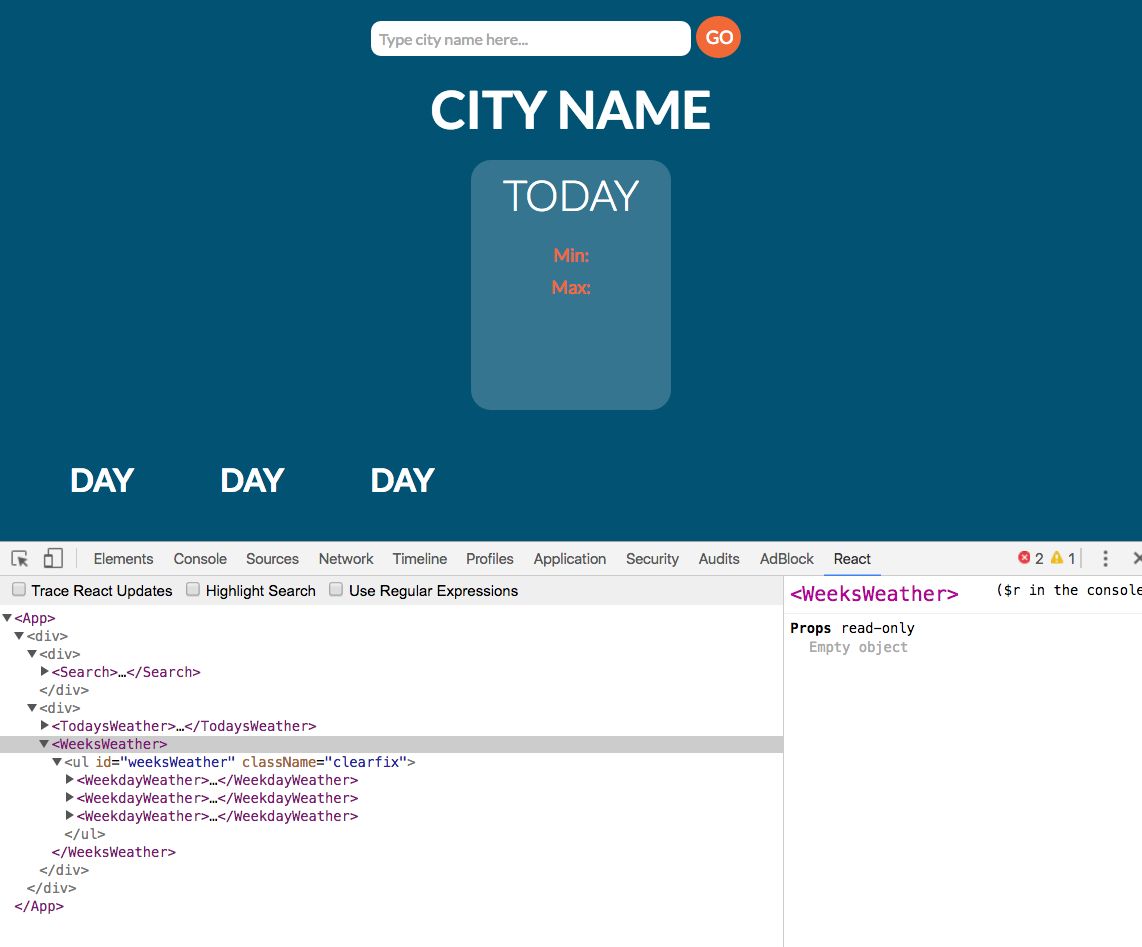 Type city name here...
GO
CITY NAME
TODAY
Min:
Max:
DAY DAY DAY
Elements Console Sources Network Timeline Profiles Application Security Audits AdBlock React 2 1
Trace React Updates Highlight Search Use Regular Expressions
<WeeksWeather> ($r in the console
Props read-only
Empty object
<App>
<div>
<div>
<Search>…</Search>
</div>
<div>
<TodaysWeather>…</TodaysWeather>
<WeeksWeather>
<ul id="weeksWeather" className="clearfix">
<WeekdayWeather>…</WeekdayWeather>
<WeekdayWeather>…</WeekdayWeather>
<WeekdayWeather>…</WeekdayWeather>
</ul>
</WeeksWeather>
</div>
</div>
</App>